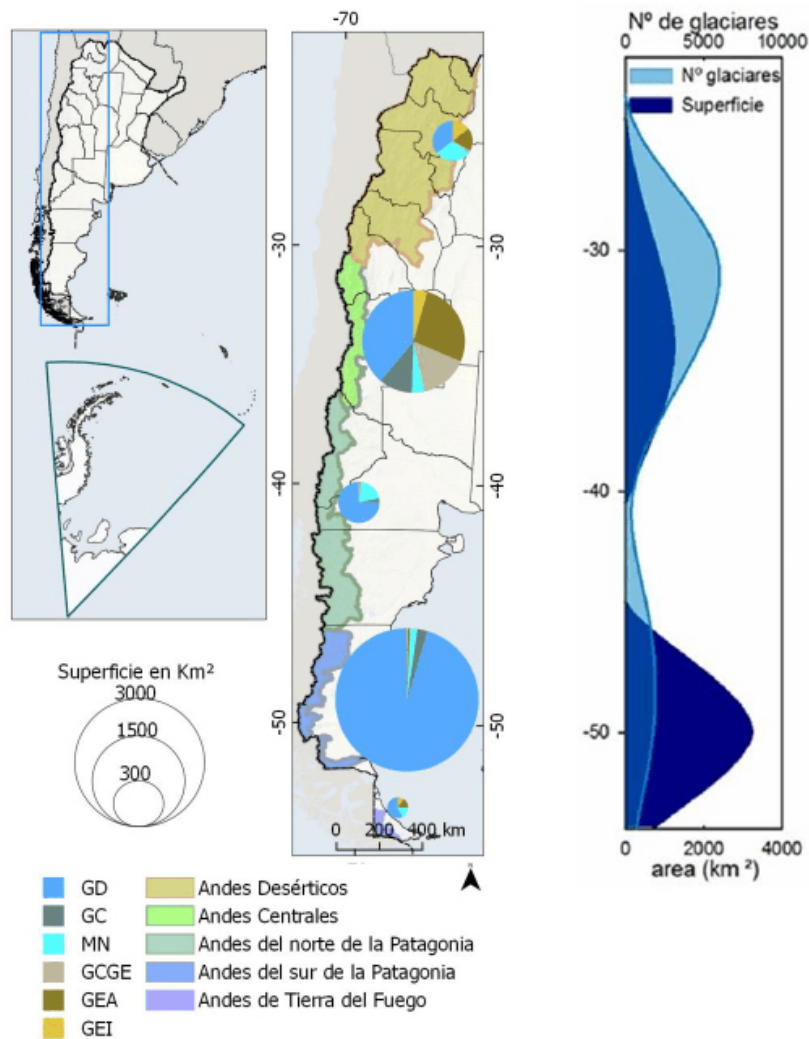 -70
-30
-40
-50
-30
-40
-50
0 200 400 km
N
Superficie en Km²
3000
1500
300
GD
GC
MN
GCGE
GEA
GEI
Andes Desérticos
Andes Centrales
Andes del norte de la Patagonia
Andes del sur de la Patagonia
Andes de Tierra del Fuego
Nº de glaciares
0 5000 10000
Nº glaciares
Superficie
-30
-40
-50
0 2000 4000
area (km ²)